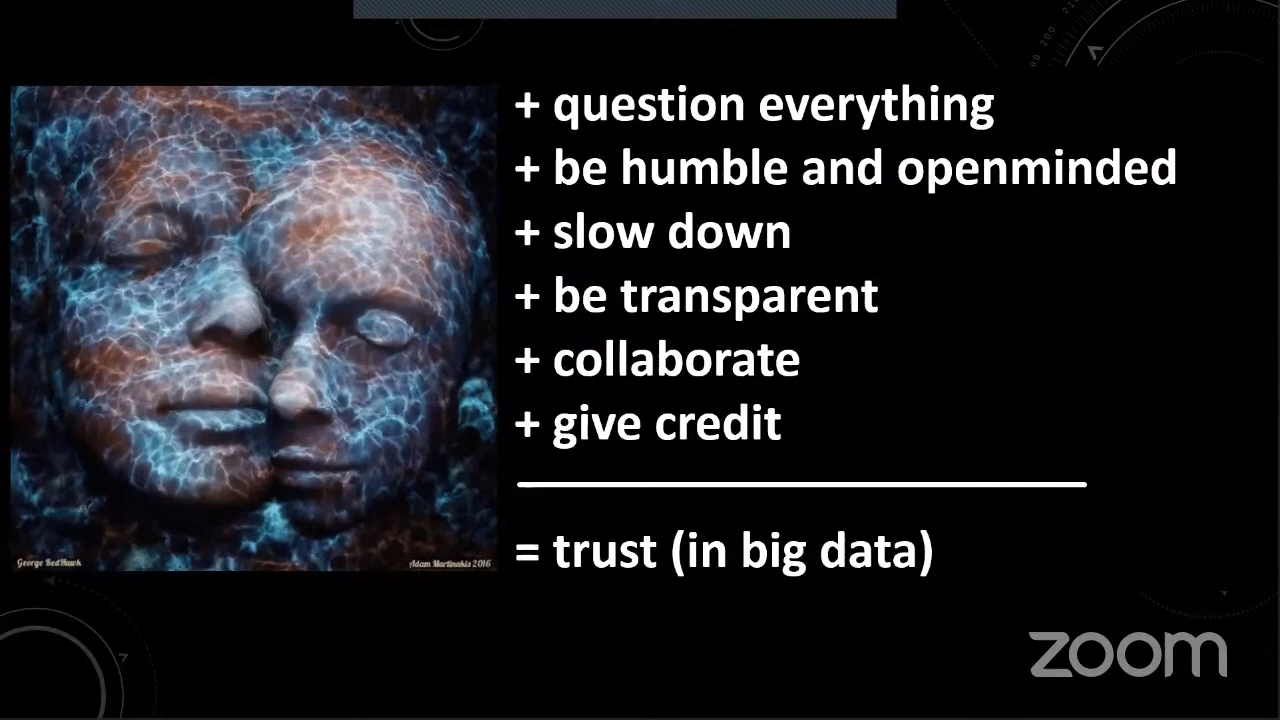 + question everything
+ be humble and openminded
+ slow down
+ be transparent
+ collaborate
+ give credit
= trust (in big data)
George RedHawk
Adam Martinakis 2016
zoom